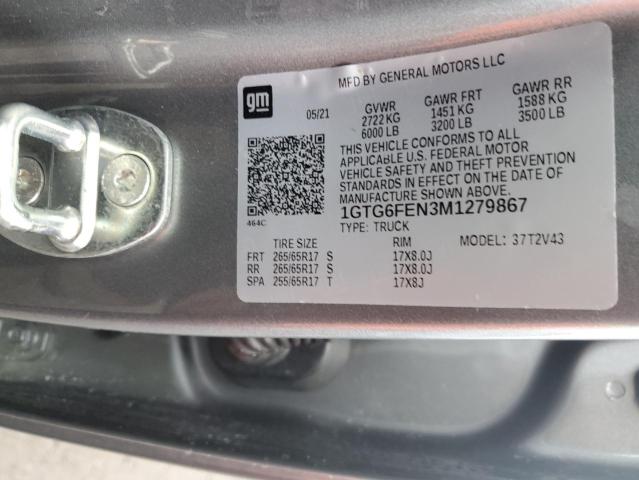 MFD BY GENERAL MOTORS LLC
gm
05/21 GVWR GAWR FRT GAWR RR
2722 KG 1451 KG 1588 KG
6000 LB 3200 LB 3500 LB
THIS VEHICLE CONFORMS TO ALL
APPLICABLE U.S. FEDERAL MOTOR
VEHICLE SAFETY AND THEFT PREVENTION
STANDARDS IN EFFECT ON THE DATE OF
MANUFACTURE SHOWN ABOVE.
1GTG6FEN3M1279867
464C TYPE: TRUCK
TIRE SIZE RIM MODEL: 37T2V43
FRT 265/65R17 S 17X8.0J
RR 265/65R17 S 17X8.0J
SPA 255/65R17 T 17X8J